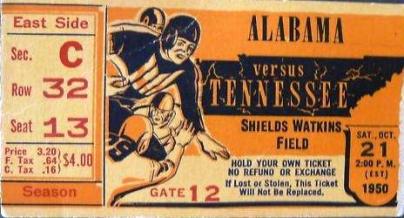 East Side
Sec. C
Row 32
Seat 13
Price 3.20
F. Tax .64
C. Tax .16
$4.00
Season
ALABAMA
versus
TENNESSEE
SHIELDS WATKINS
FIELD
SAT., OCT.
21
2:00 P. M.
(EST)
1950
HOLD YOUR OWN TICKET
NO REFUND OR EXCHANGE
If Lost or Stolen, This Ticket
Will Not Be Replaced.
GATE 12